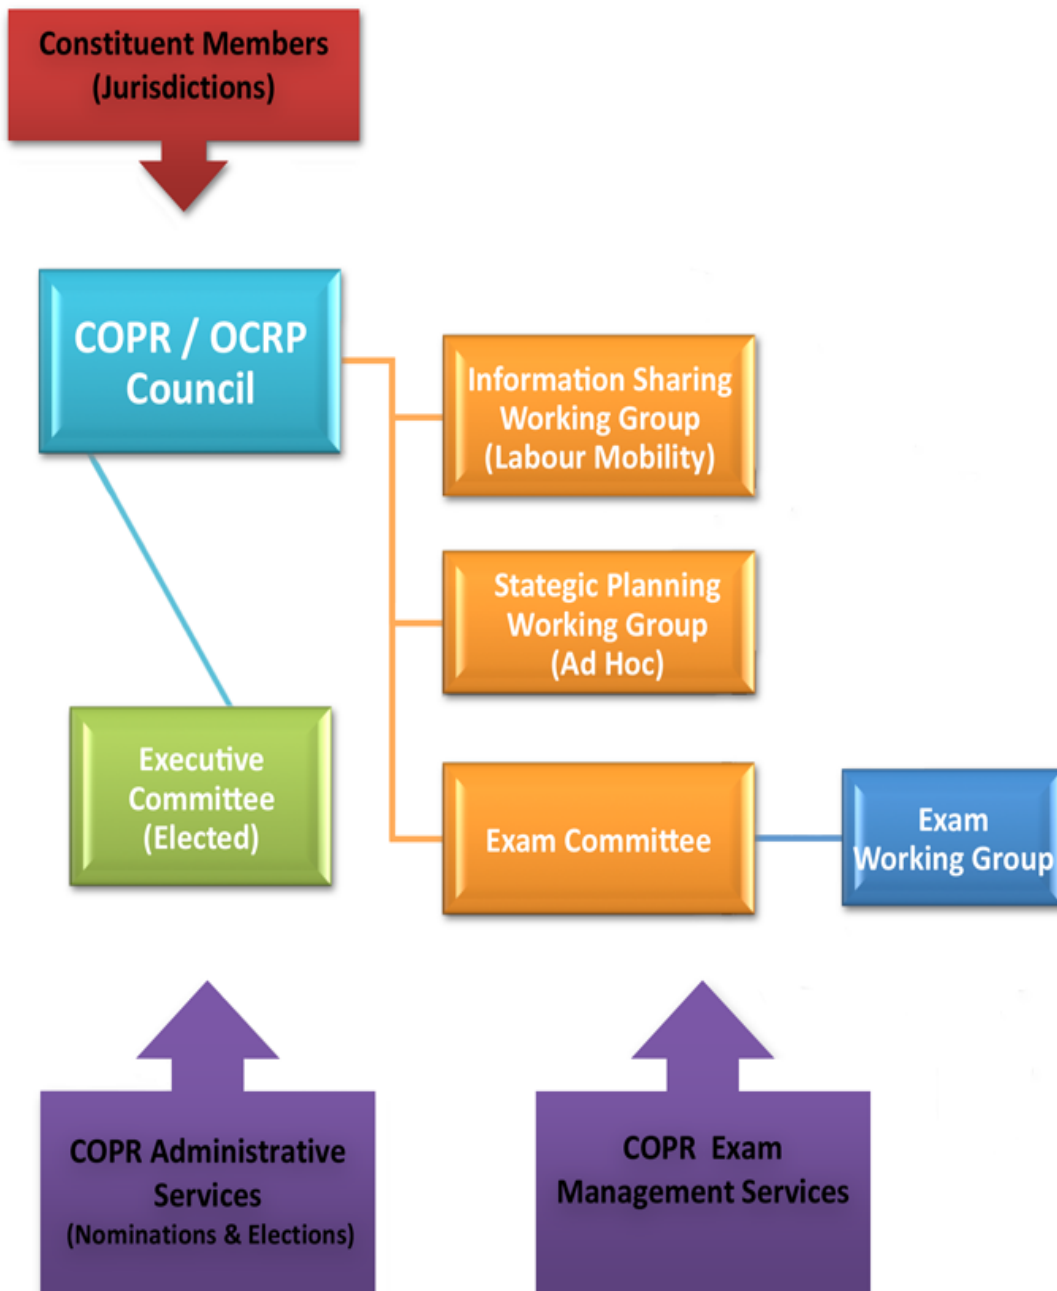 Constituent Members
(Jurisdictions)
COPR / OCRP
Council
Information Sharing
Working Group
(Labour Mobility)
Stategic Planning
Working Group
(Ad Hoc)
Executive
Committee
(Elected)
Exam Committee
Exam
Working Group
COPR Administrative
Services
(Nominations & Elections)
COPR Exam
Management Services